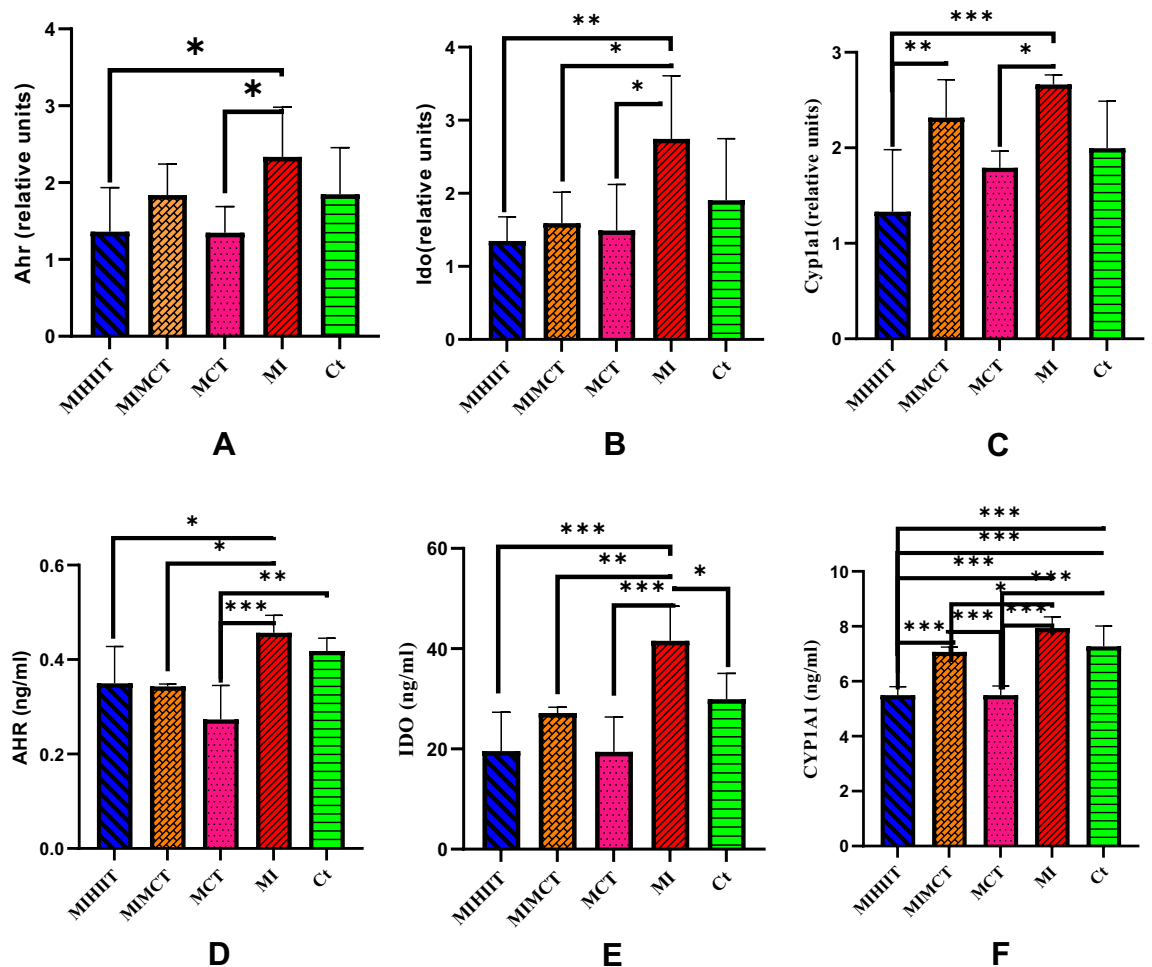 Ahr (relative units)
4
3
2
1
0
*
*
MIHIIT
MIMCT
MCT
MI
Ct
A
Ido(relative units)
4
3
2
1
0
**
*
*
MIHIIT
MIMCT
MCT
MI
Ct
B
Cyp1a1(relative units)
3
2
1
0
***
**
*
MIHIIT
MIMCT
MCT
MI
Ct
C
AHR (ng/ml)
0.6
0.4
0.2
0.0
*
*
**
***
MIHIIT
MIMCT
MCT
MI
Ct
D
IDO (ng/ml)
60
40
20
0
***
**
***
*
MIHIIT
MIMCT
MCT
MI
Ct
E
CYP1A1 (ng/ml)
10
8
6
4
2
0
***
***
***
***
*
***
***
***
MIHIIT
MIMCT
MCT
MI
Ct
F